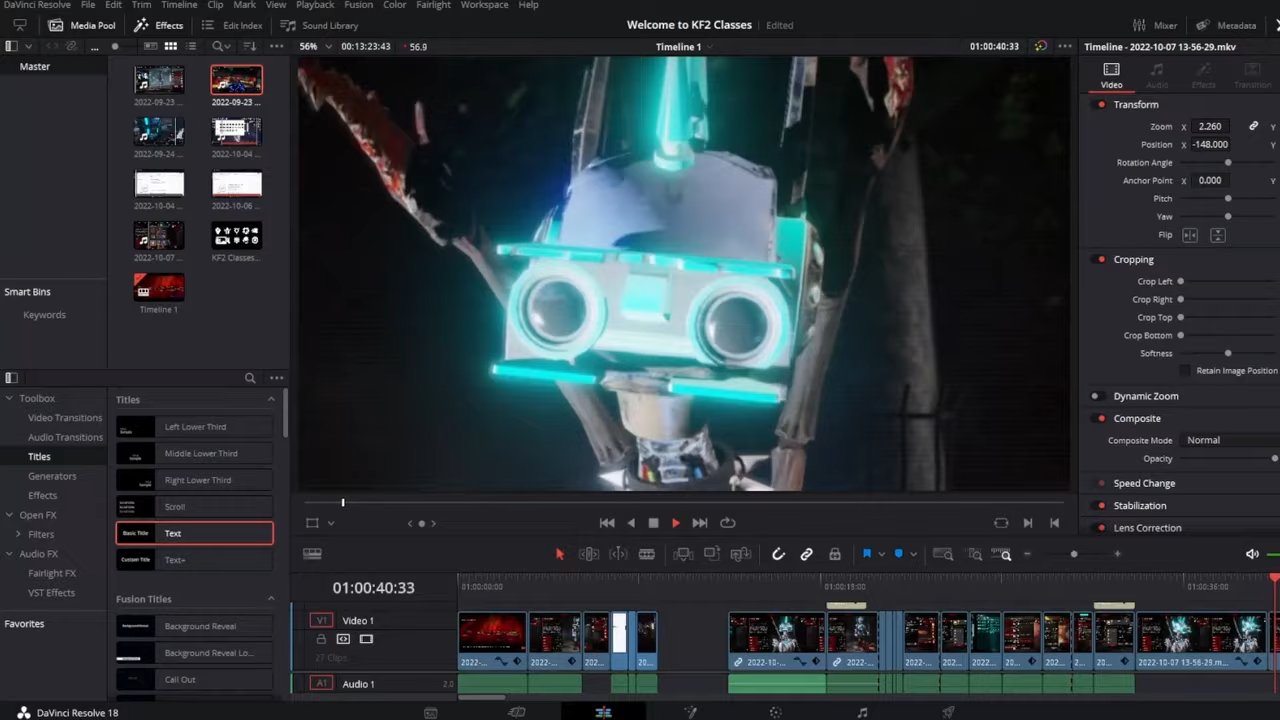 DaVinci Resolve File Edit Trim Timeline Clip Mark View Playback Fusion Color Fairlight Workspace Help
Media Pool Effects Edit Index Sound Library Welcome to KF2 Classes Edited Mixer Metadata
... 56% 00:13:23:43 56.9 Timeline 1 01:00:40:33 Timeline - 2022-10-07 13-56-29.mkv
Master
2022-09-23 ... 2022-09-23 ...
2022-09-24 ... 2022-10-04 ...
2022-10-04 ... 2022-10-06 ...
2022-10-07 ... KF2 Classes...
Timeline 1
Smart Bins
Keywords
Video Audio Effects Transition
Transform
Zoom X 2.260 Y
Position X -148.000 Y
Rotation Angle
Anchor Point X 0.000 Y
Pitch
Yaw
Flip
Cropping
Crop Left
Crop Right
Crop Top
Crop Bottom
Softness
Retain Image Position
Dynamic Zoom
Composite
Composite Mode Normal
Opacity
Speed Change
Stabilization
Lens Correction
Toolbox
Video Transitions
Audio Transitions
Titles
Generators
Effects
Open FX
Filters
Audio FX
Fairlight FX
VST Effects
Favorites
Titles
Left Lower Third
Middle Lower Third
Right Lower Third
Scroll
Basic Title Text
Custom Title Text+
Fusion Titles
Background Reveal
Background Reveal Lo...
Call Out
01:00:40:33 01:00:00:00 01:00:18:00 01:00:36:00
V1 Video 1
27 Clips
2022-... 2022-... 202... 20... 2022-10-... 2022-... 2022-... 202... 2022-... 202... 202... 2... 2022-... 2022-10-07 13-56-29.m...
A1 Audio 1 2.0
DaVinci Resolve 18